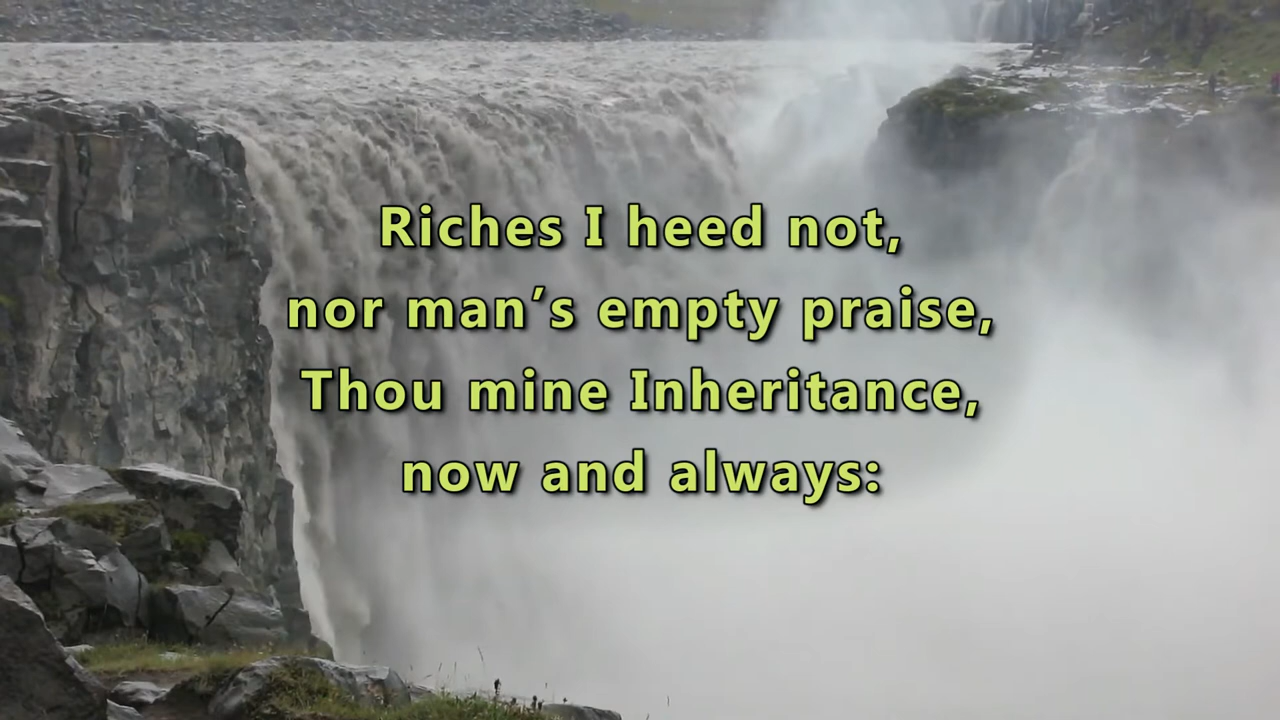 Riches I heed not,
nor man’s empty praise,
Thou mine Inheritance,
now and always: